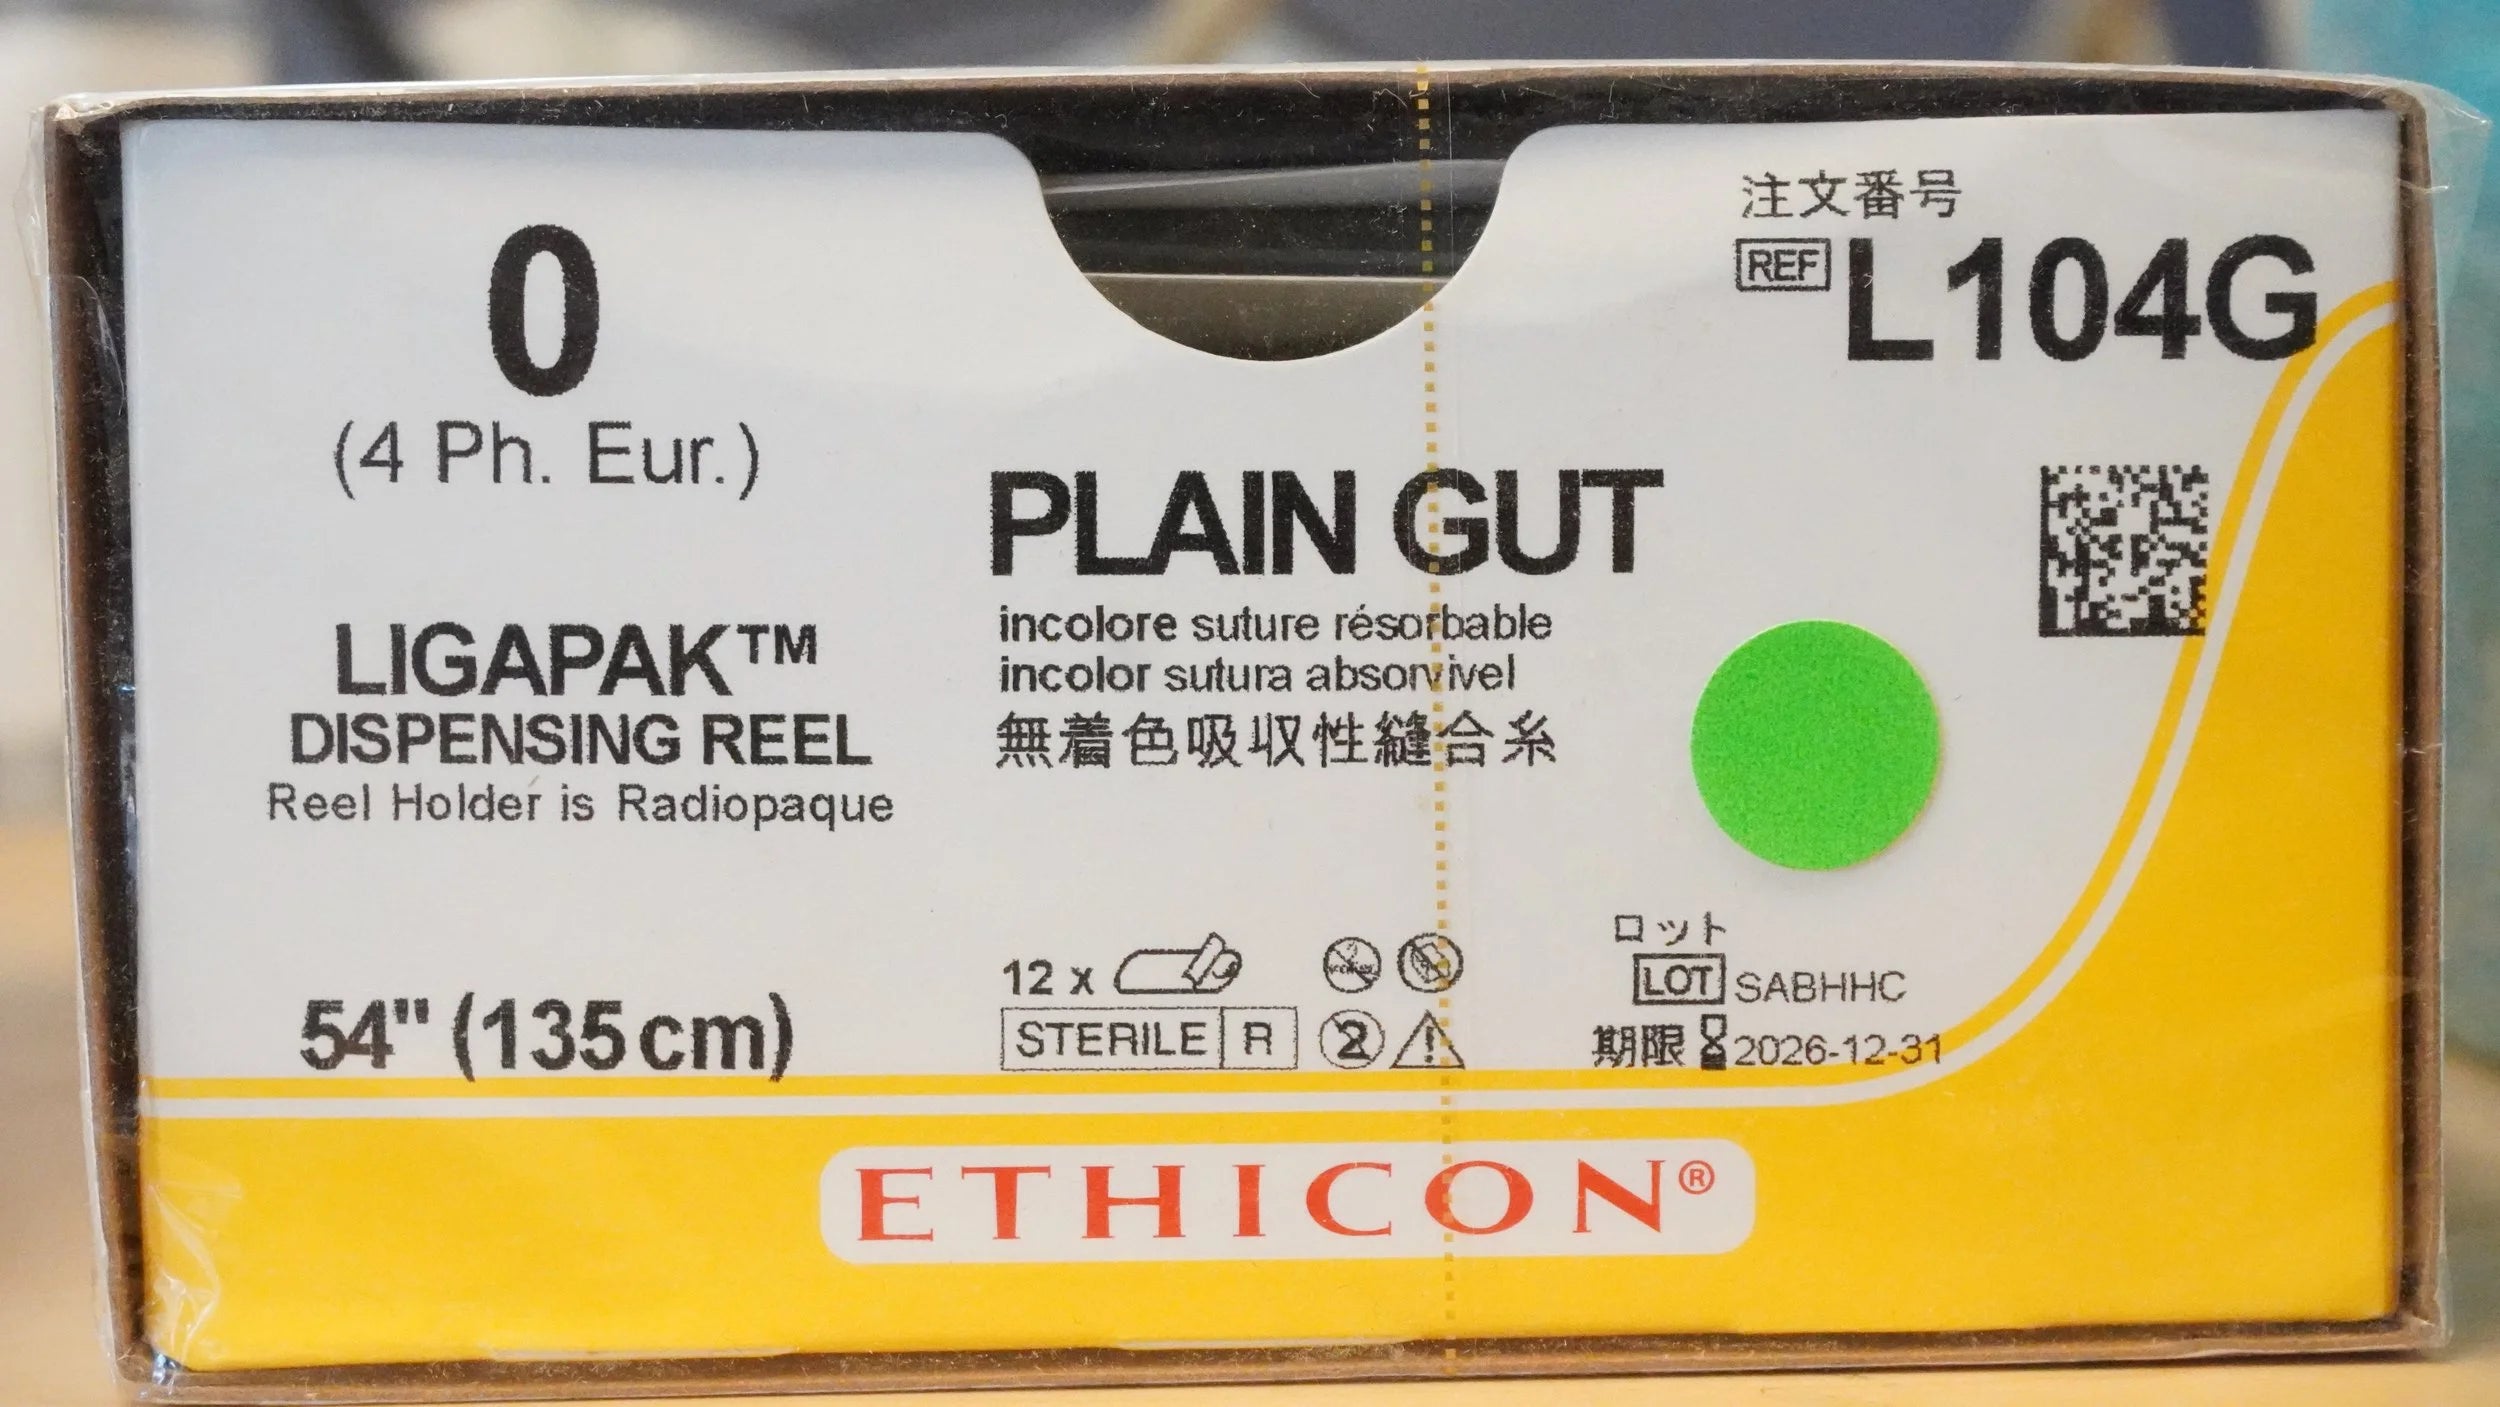 0
(4 Ph. Eur.)
LIGAPAK™
DISPENSING REEL
Reel Holder is Radiopaque
54" (135cm)
PLAIN GUT
incolore suture résorbable
incolor sutura absorvivel
無着色吸収性縫合糸
12 x
STERILE R
2
注文番号
REF L104G
ロット
LOT SABHHC
期限 2026-12-31
ETHICON®